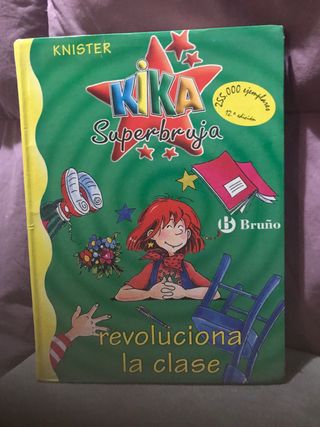 KNISTER
KIKA
Superbruja
255.000 ejemplares
12.ª edición
Bruño
revoluciona
la clase